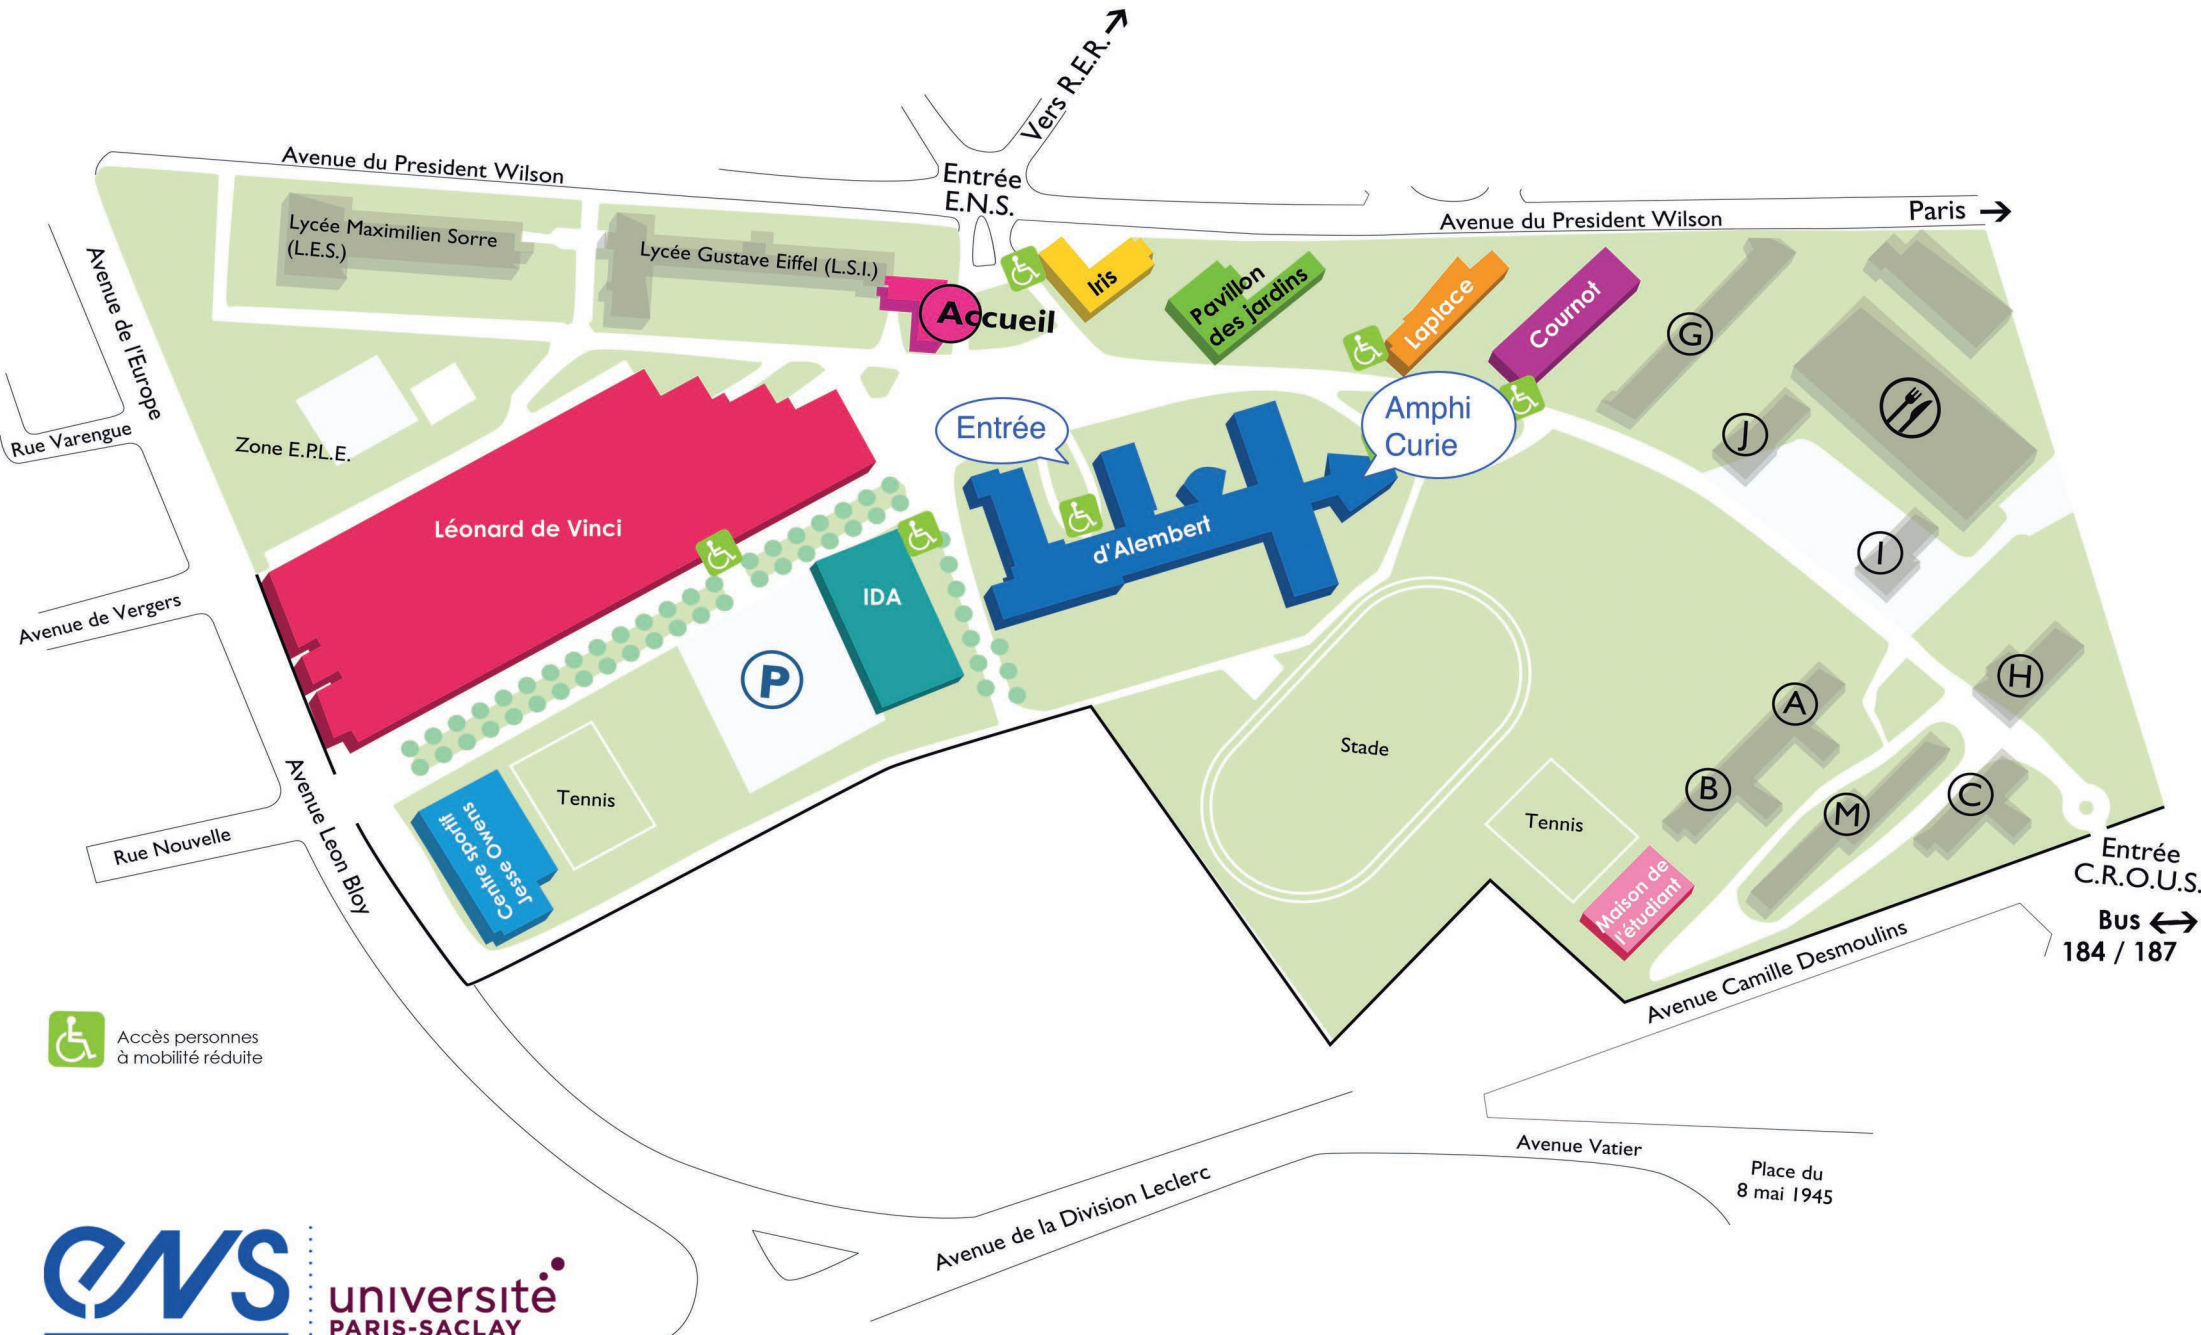 Vers R.E.R.
Avenue du President Wilson
Entrée
E.N.S.
Avenue du President Wilson
Paris
Lycée Maximilien Sorre
(L.E.S.)
Lycée Gustave Eiffel (L.S.I.)
Accueil
Iris
Pavillon
des jardins
Laplace
Cournot
G
J
I
H
A
B
M
C
Avenue de l'Europe
Rue Varengue
Zone E.P.L.E.
Entrée
Amphi
Curie
Léonard de Vinci
d'Alembert
IDA
P
Avenue de Vergers
Stade
Tennis
Tennis
Centre sportif
Jesse Owens
Maison de
l'étudiant
Avenue Leon Bloy
Rue Nouvelle
Entrée
C.R.O.U.S.
Bus
184 / 187
Avenue Camille Desmoulins
Accès personnes
à mobilité réduite
Avenue Vatier
Place du
8 mai 1945
Avenue de la Division Leclerc
ens
université
PARIS-SACLAY